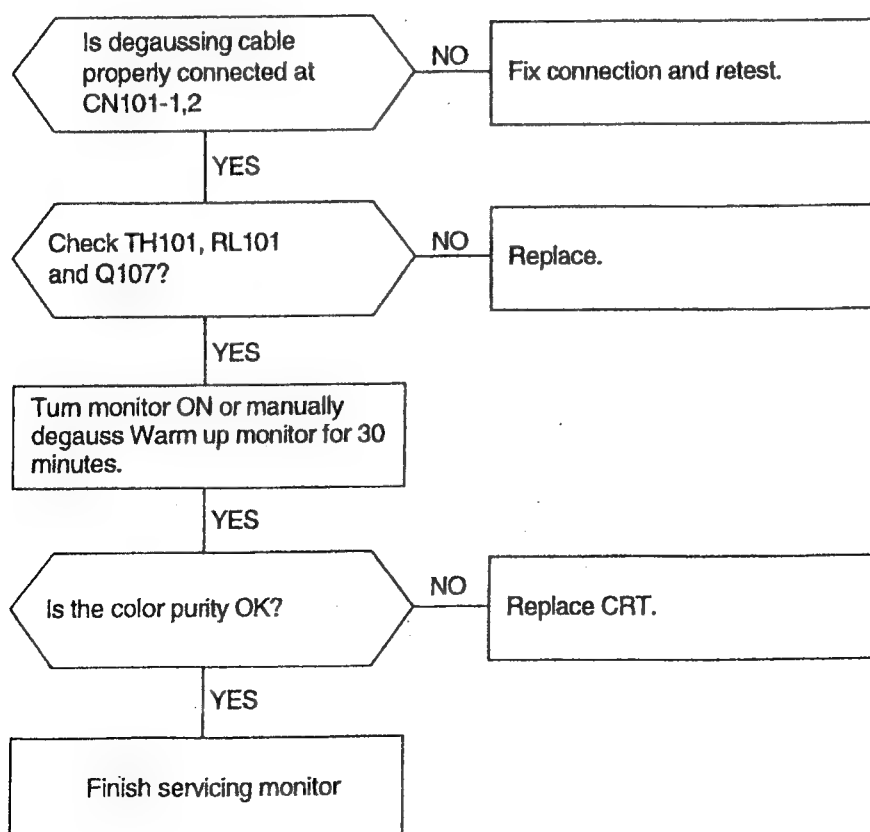 Is degaussing cable
properly connected at
CN101-1,2
NO
Fix connection and retest.
YES
Check TH101, RL101
and Q107?
NO
Replace.
YES
Turn monitor ON or manually
degauss Warm up monitor for 30
minutes.
YES
Is the color purity OK?
NO
Replace CRT.
YES
Finish servicing monitor